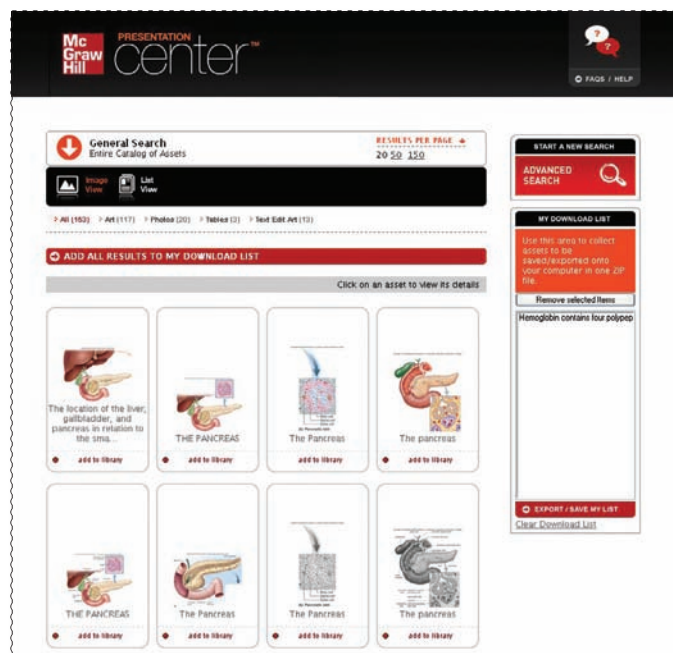 Mc
Graw
Hill
PRESENTATION
center™
? ?
FAQS / HELP
General Search
Entire Catalog of Assets
RESULTS PER PAGE
20 50 150
Image
View
List
View
All (153) Art (117) Photos (20) Tables (3) Text Edit Art (13)
ADD ALL RESULTS TO MY DOWNLOAD LIST
Click on an asset to view its details
The location of the liver,
gallbladder, and
pancreas in relation to
the sma...
add to library
THE PANCREAS
add to library
The Pancreas
add to library
The pancreas
add to library
THE PANCREAS
add to library
The Pancreas
add to library
The Pancreas
add to library
The pancreas
add to library
START A NEW SEARCH
ADVANCED
SEARCH
MY DOWNLOAD LIST
Use this area to collect
assets to be
saved/exported onto
your computer in one ZIP
file.
Remove selected Items
Hemoglobin contains four polypep
EXPORT / SAVE MY LIST
Clear Download List